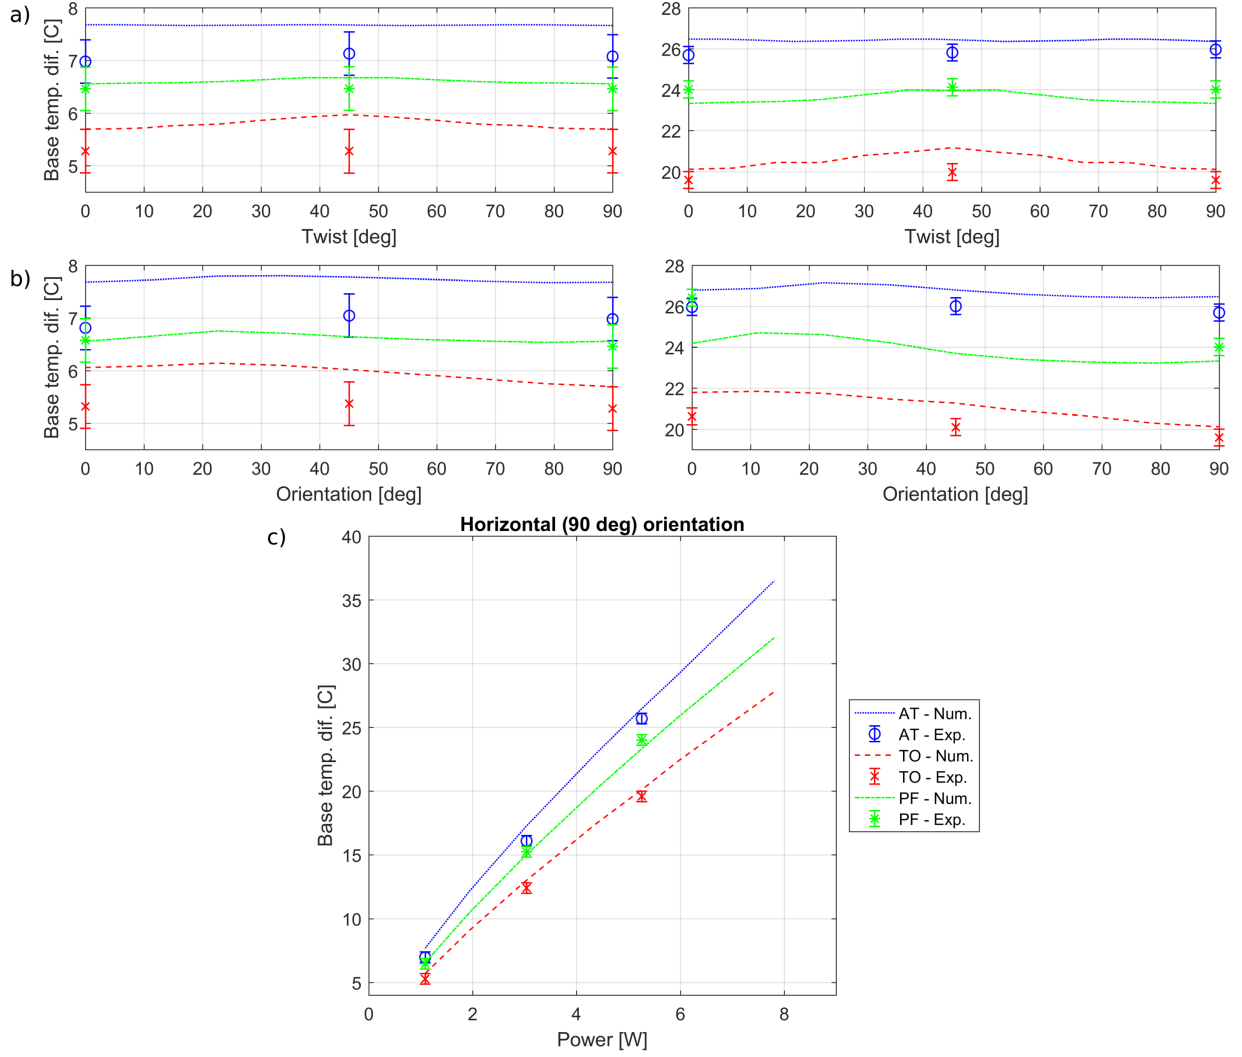 a)
Base temp. dif. [C]
8
7
6
5
0 10 20 30 40 50 60 70 80 90
Twist [deg]
28
26
24
22
20
0 10 20 30 40 50 60 70 80 90
Twist [deg]
b)
Base temp. dif. [C]
8
7
6
5
0 10 20 30 40 50 60 70 80 90
Orientation [deg]
28
26
24
22
20
0 10 20 30 40 50 60 70 80 90
Orientation [deg]
c)
Horizontal (90 deg) orientation
Base temp. dif. [C]
40
35
30
25
20
15
10
5
0 2 4 6 8
Power [W]
AT - Num.
AT - Exp.
TO - Num.
TO - Exp.
PF - Num.
PF - Exp.